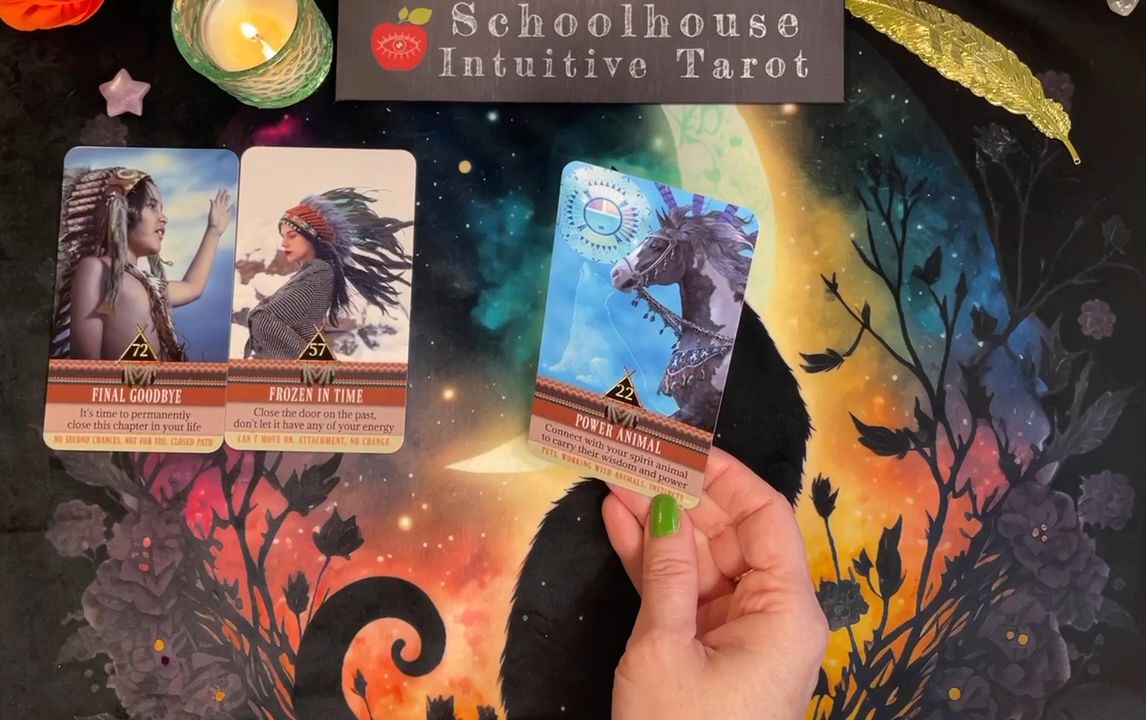 Schoolhouse
Intuitive Tarot
72
FINAL GOODBYE
It's time to permanently
close this chapter in your life
NO SECOND CHANCES, NOT FOR YOU, CLOSED PATH
57
FROZEN IN TIME
Close the door on the past,
don't let it have any of your energy
CAN I MOVE ON, ATTACHMENT, NO CHANGE
22
POWER ANIMAL
Connect with your spirit animal
to carry their wisdom and power
PETS, WORKING WITH ANIMALS, INSTINCTS